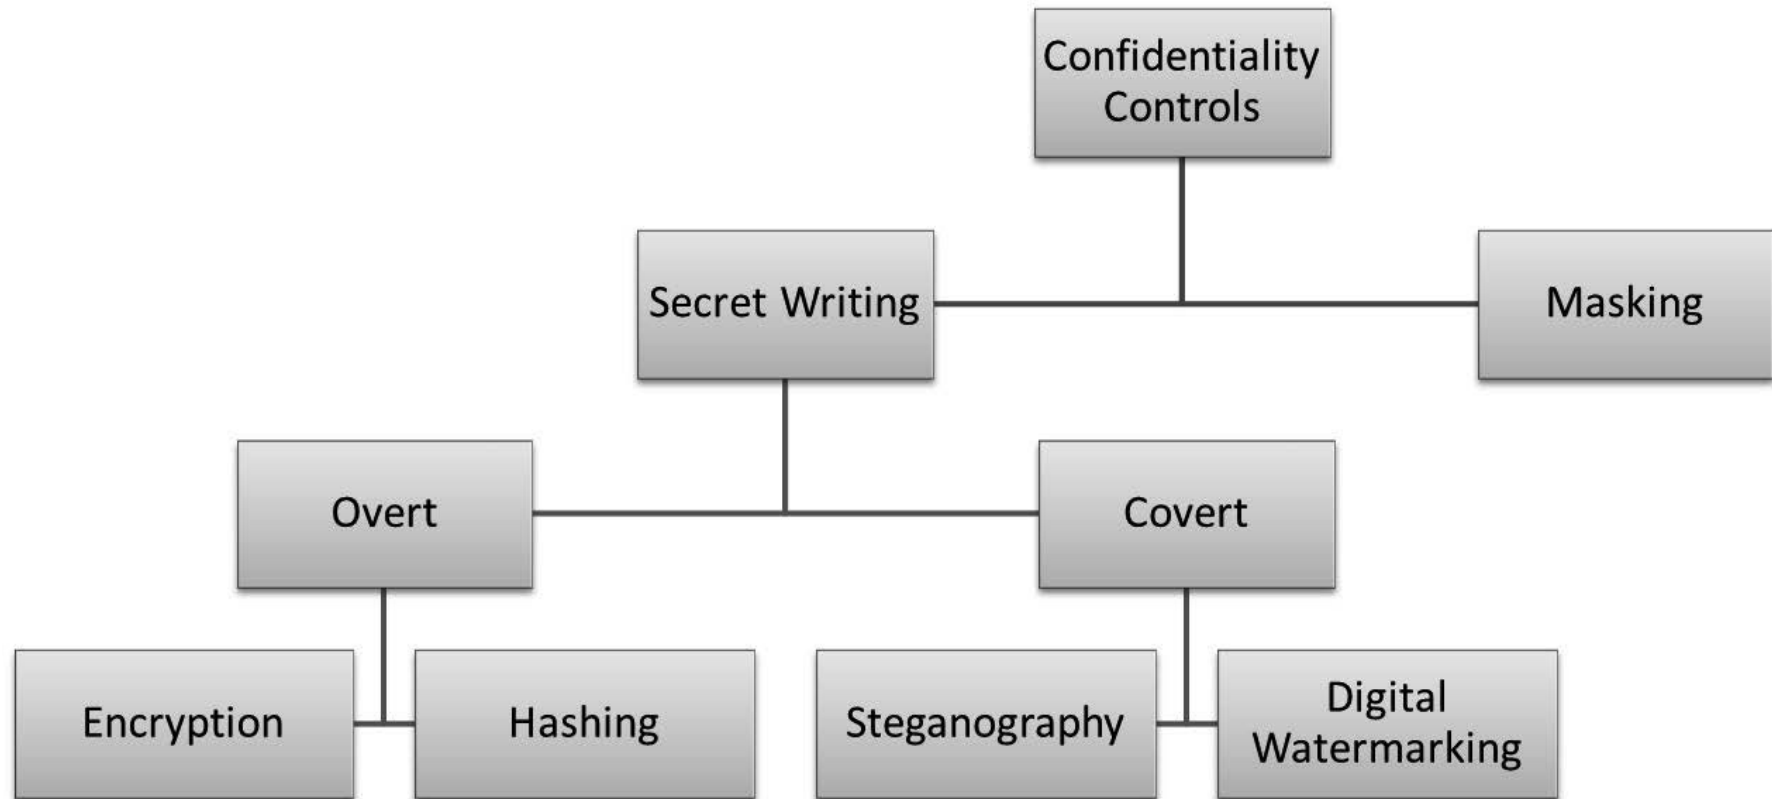 Confidentiality
Controls
Secret Writing
Masking
Overt
Covert
Encryption
Hashing
Steganography
Digital
Watermarking